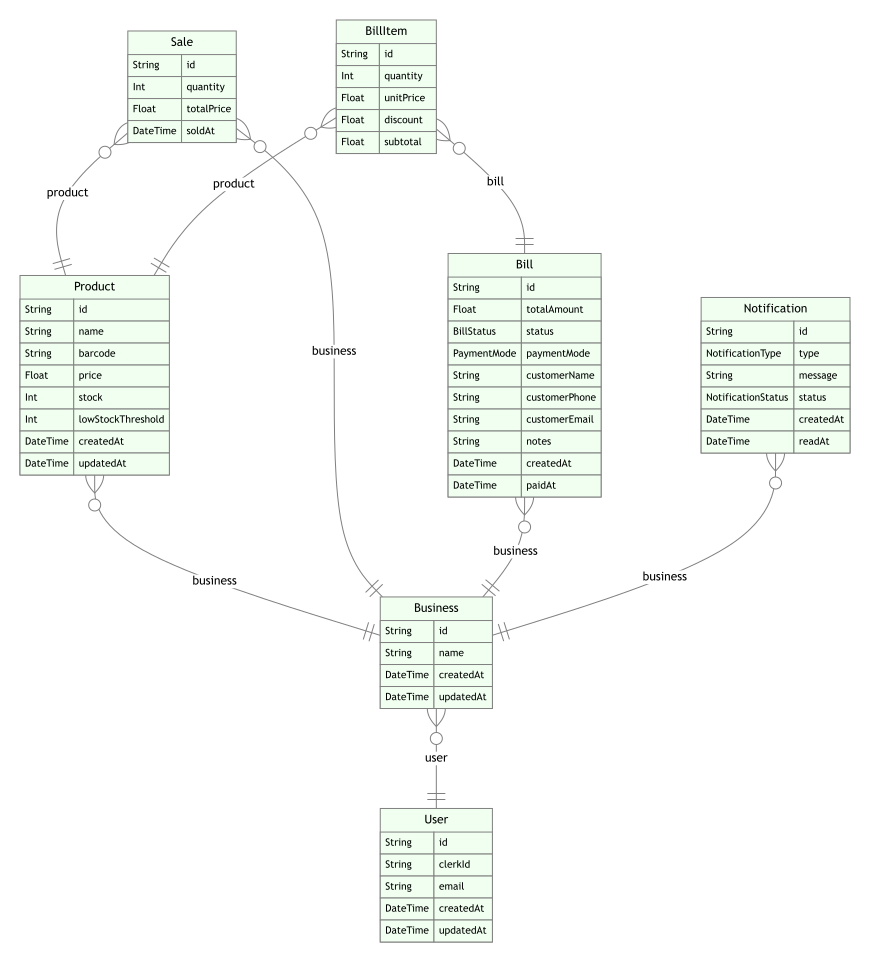 Sale
String id
Int quantity
Float totalPrice
DateTime soldAt
BillItem
String id
Int quantity
Float unitPrice
Float discount
Float subtotal
product
product
bill
business
Product
String id
String name
String barcode
Float price
Int stock
Int lowStockThreshold
DateTime createdAt
DateTime updatedAt
Bill
String id
Float totalAmount
BillStatus status
PaymentMode paymentMode
String customerName
String customerPhone
String customerEmail
String notes
DateTime createdAt
DateTime paidAt
Notification
String id
NotificationType type
String message
NotificationStatus status
DateTime createdAt
DateTime readAt
business
business
business
Business
String id
String name
DateTime createdAt
DateTime updatedAt
user
User
String id
String clerkId
String email
DateTime createdAt
DateTime updatedAt